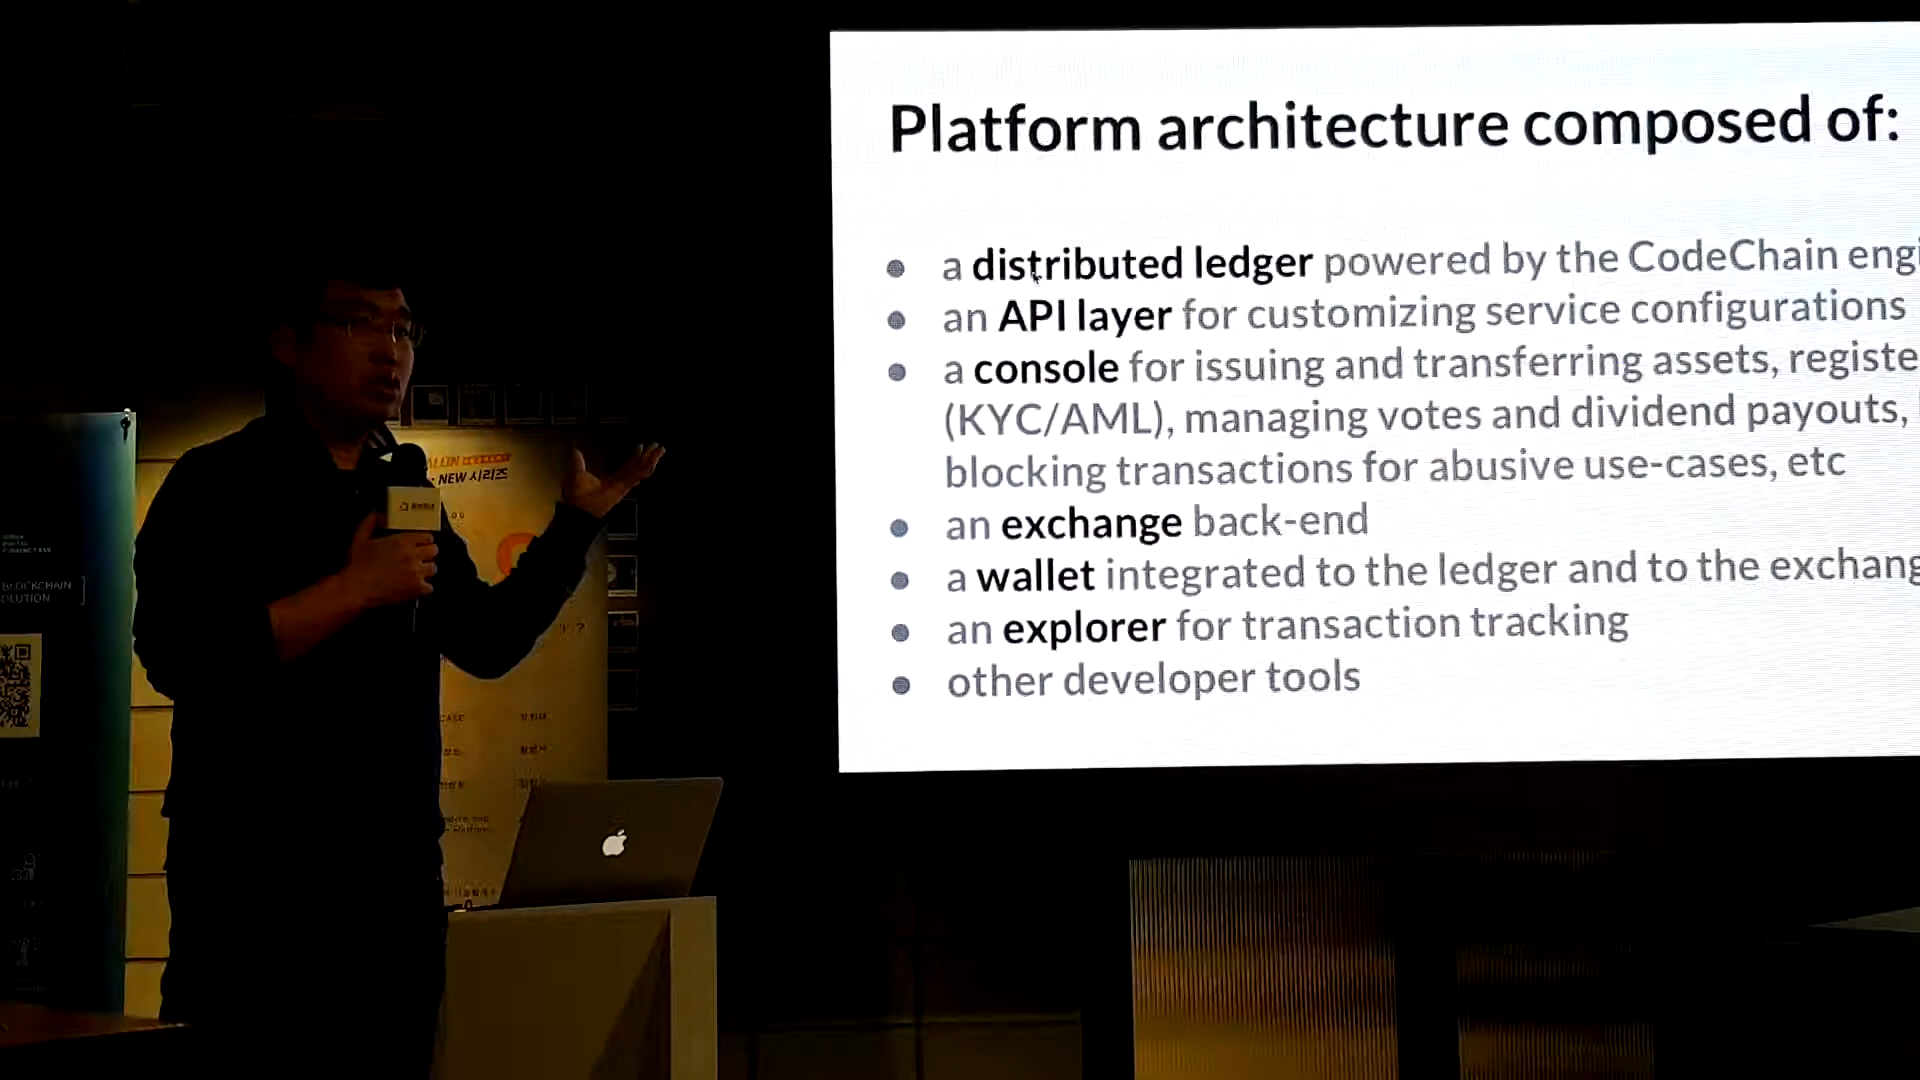 Platform architecture composed of:
• a distributed ledger powered by the CodeChain engi
• an API layer for customizing service configurations
• a console for issuing and transferring assets, registe
(KYC/AML), managing votes and dividend payouts,
blocking transactions for abusive use-cases, etc
• an exchange back-end
• a wallet integrated to the ledger and to the exchang
• an explorer for transaction tracking
• other developer tools
NEW 시리즈
BLOCKCHAIN
OLUTION